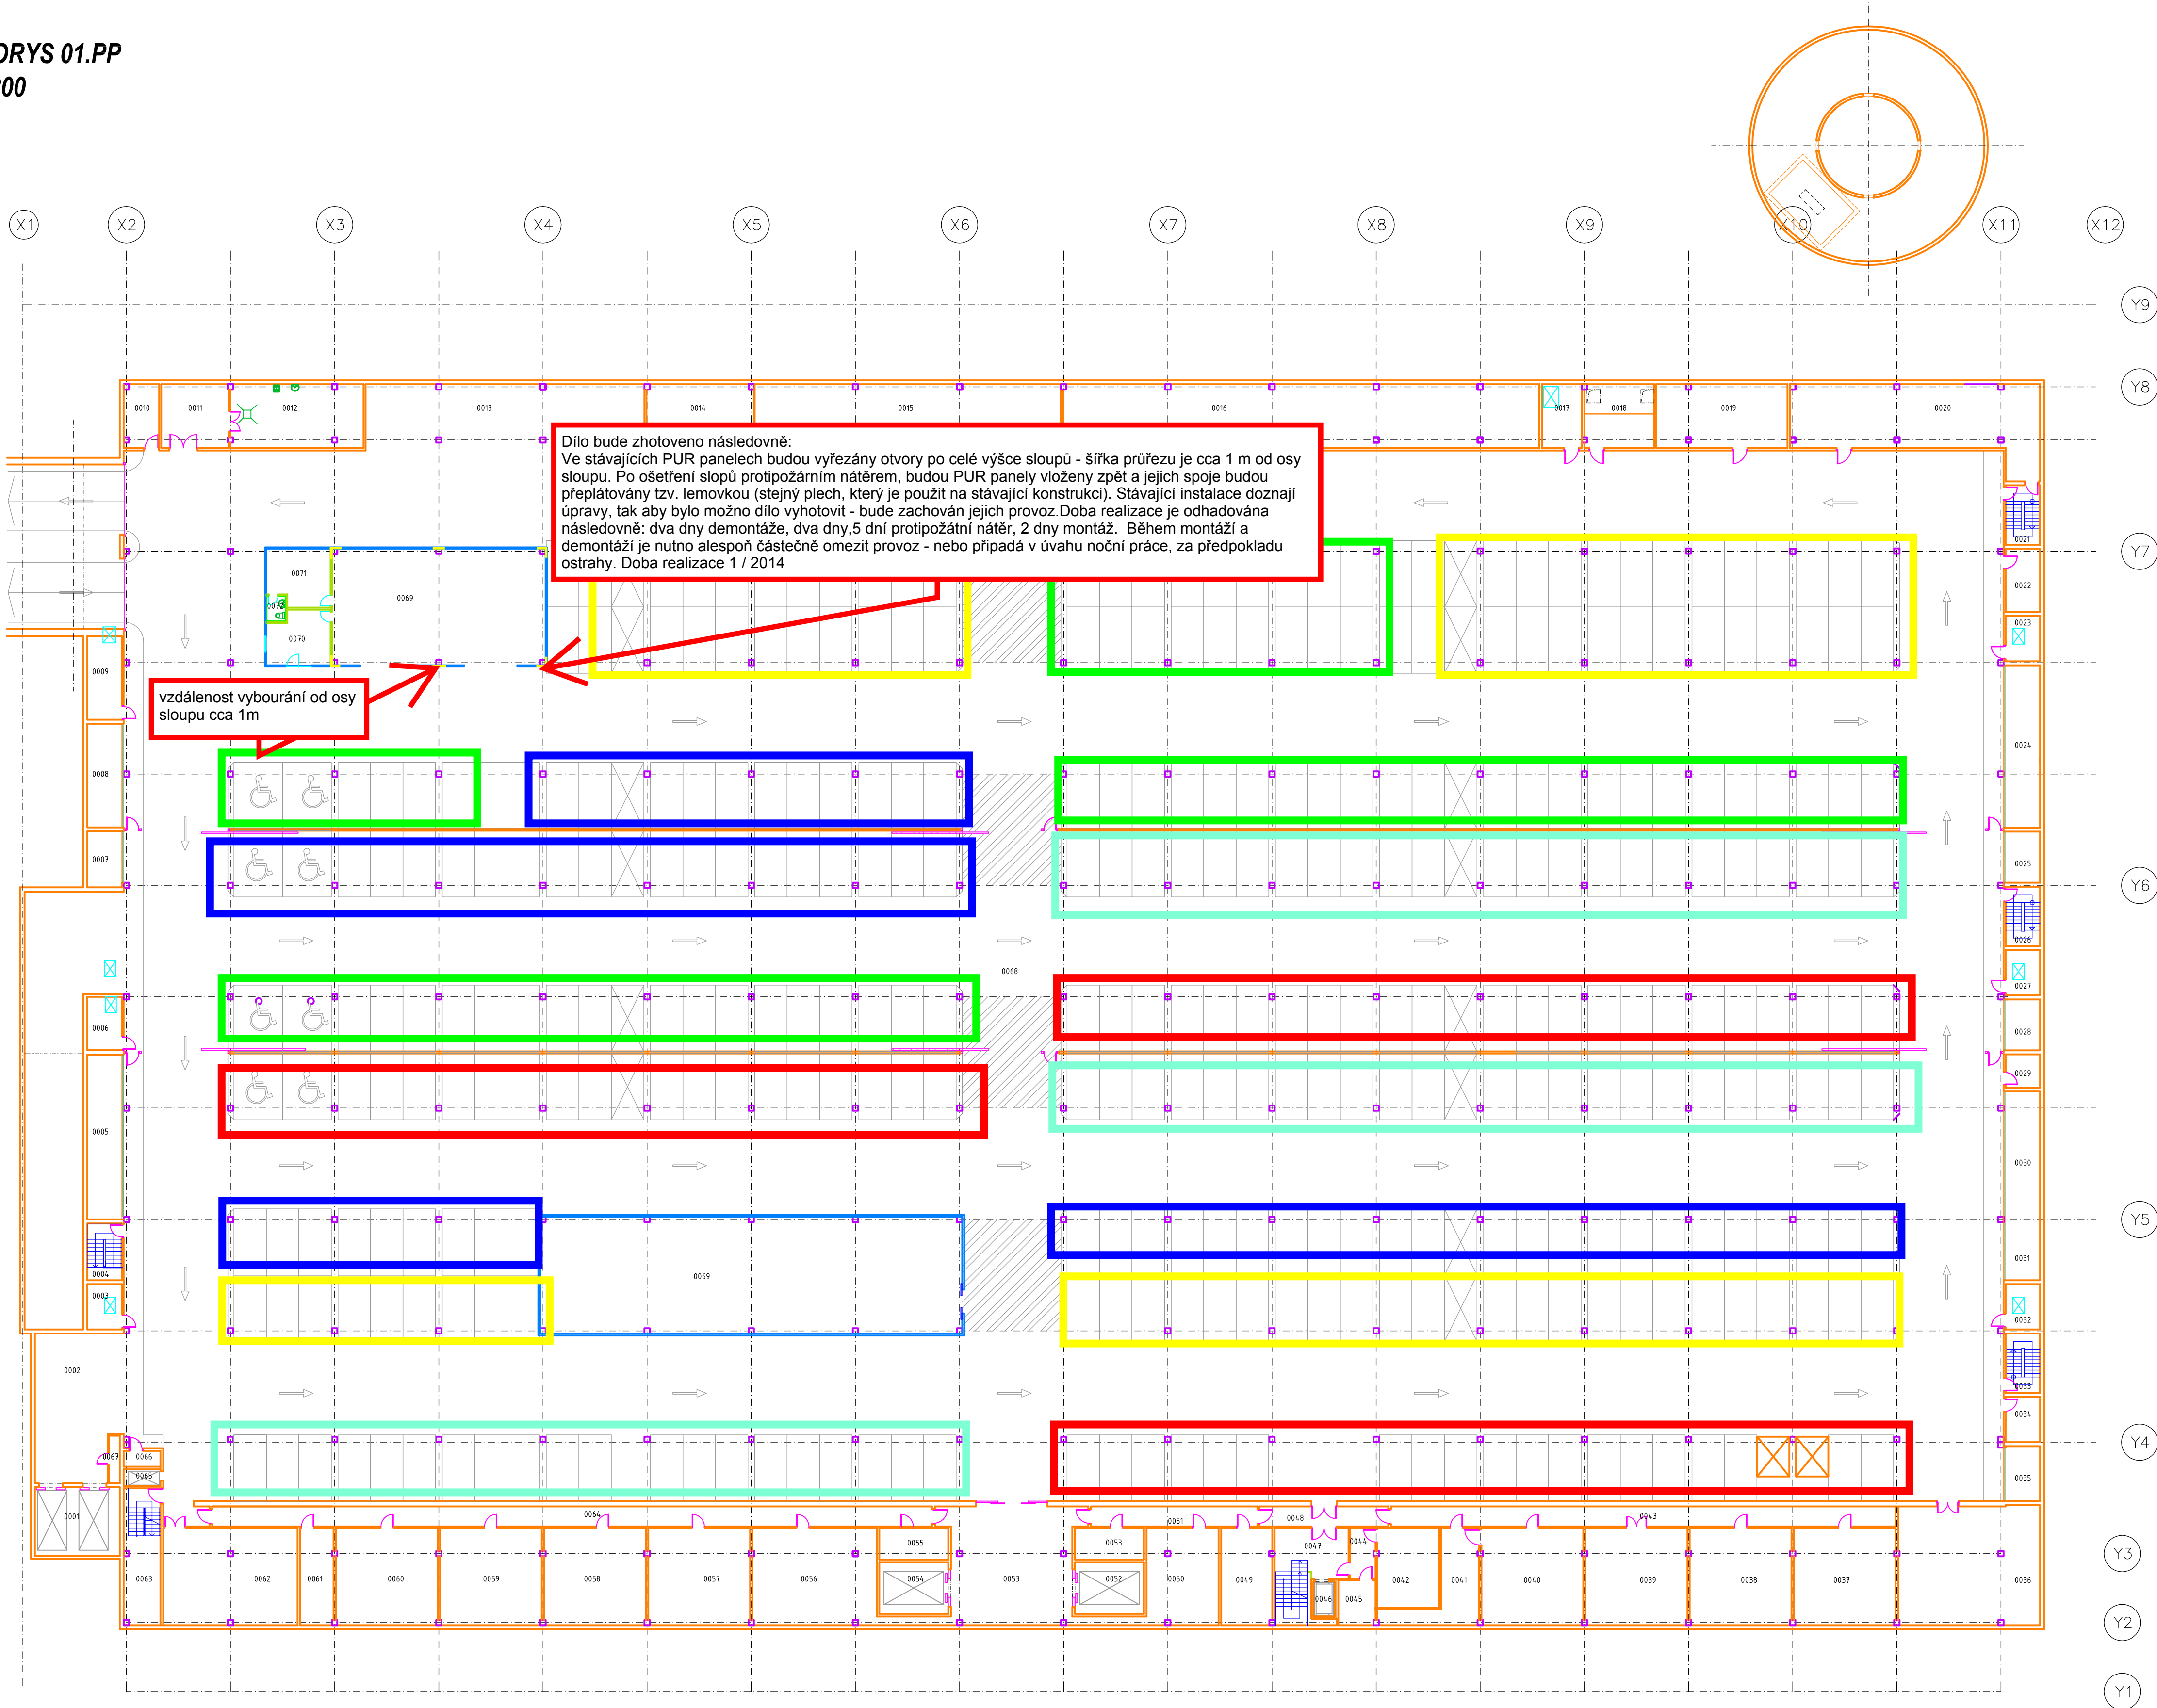 ORYS 01.PP
00
X1 X2 X3 X4 X5 X6 X7 X8 X9 X10 X11 X12
Y9
Y8
0010 0011 0012 0013 0014 0015 0016 0017 0018 0019 0020
Dílo bude zhotoveno následovně:
Ve stávajících PUR panelech budou vyřezány otvory po celé výšce sloupů - šířka průřezu je cca 1 m od osy
sloupu. Po ošetření slopů protipožárním nátěrem, budou PUR panely vloženy zpět a jejich spoje budou
přeplátovány tzv. lemovkou (stejný plech, který je použit na stávající konstrukci). Stávající instalace doznají
úpravy, tak aby bylo možno dílo vyhotovit - bude zachován jejich provoz.Doba realizace je odhadována
následovně: dva dny demontáže, dva dny,5 dní protipožátní nátěr, 2 dny montáž.  Během montáží a
demontáží je nutno alespoň částečně omezit provoz - nebo připadá v úvahu noční práce, za předpokladu
ostrahy. Doba realizace 1 / 2014
0021
Y7
0071
0022
0069
0072
0023
0070
0009
vzdálenost vybourání od osy
sloupu cca 1m
0024
0008
0007
0025
Y6
0026
0068
0027
0006
0028
0029
0005
0030
Y5
0031
0004
0069
0003
0032
0002
0033
0034
Y4
0067 0066
0065
0035
0001
0064
0051
0048
0043
0055
0053
0047
0044
Y3
0063 0062 0061 0060 0059 0058 0057 0056 0054 0053 0052 0050 0049 0042 0041 0040 0039 0038 0037 0036
0046 0045
Y2
Y1